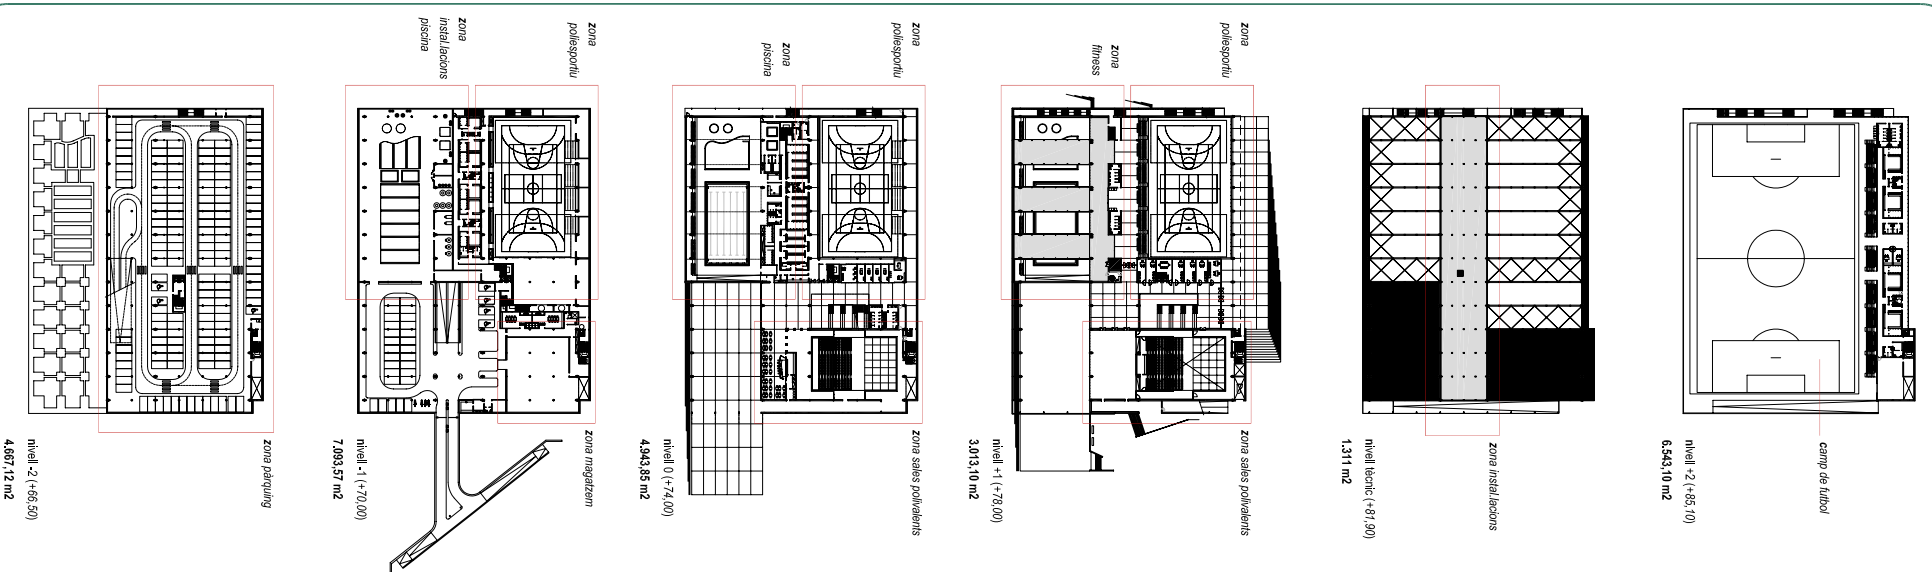 zona
instal.lacions
piscina
zona
poliesportiu
zona
piscina
zona
poliesportiu
zona
fitness
zona
poliesportiu
zona pàrquing
nivell -2 (+66,50)
4.667,12 m2
zona magatzem
nivell -1 (+70,00)
7.093,57 m2
zona sales polivalents
nivell 0 (+74,00)
4.943,85 m2
zona sales polivalents
nivell +1 (+78,00)
3.013,10 m2
zona instal.lacions
nivell tècnic (+81,90)
1.311 m2
camp de futbol
nivell +2 (+85,10)
6.543,10 m2